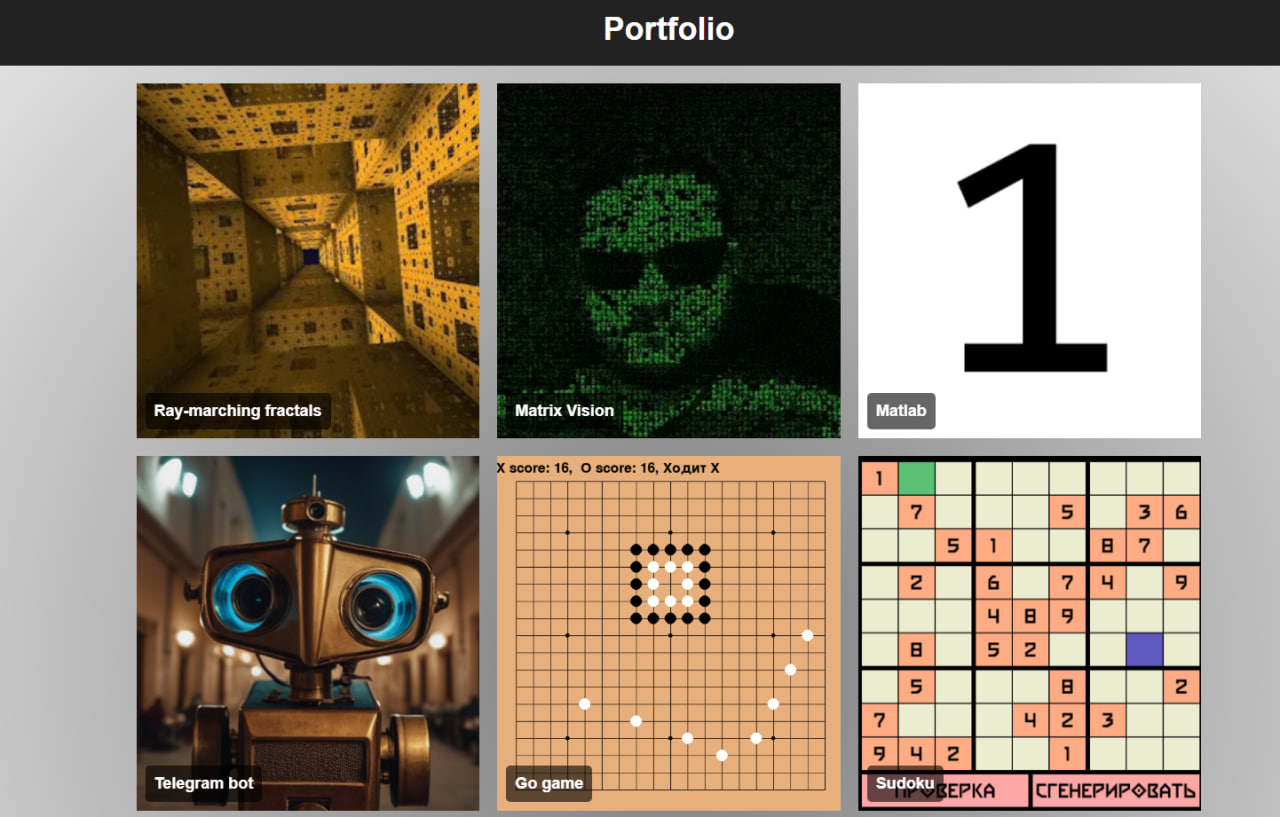 Portfolio
Ray-marching fractals
Matrix Vision
1
Matlab
X score: 16, O score: 16, Ходит X
Telegram bot
Go game
1
7 5 3 6
5 1 8 7
2 6 7 4 9
4 8 9
8 5 2
5 8 2
7 4 2 3
9 4 2 1
Sudoku
ПРОВЕРКА СГЕНЕРИРОВАТЬ